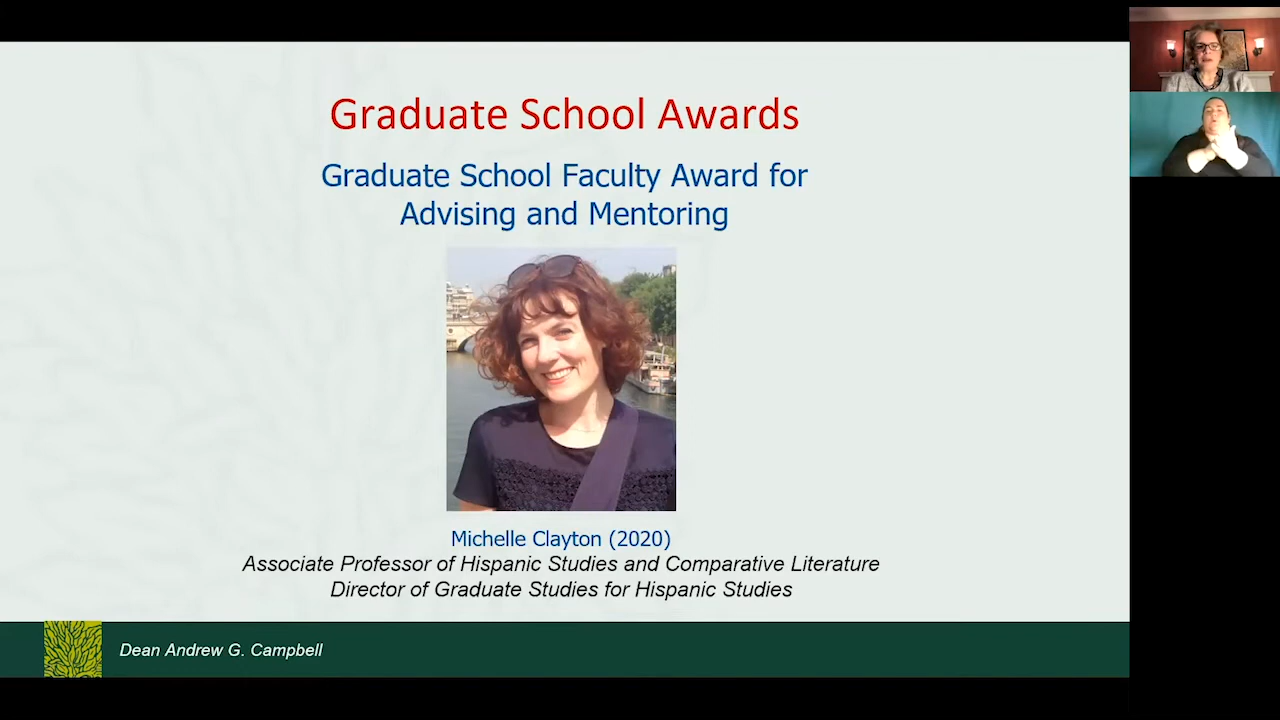 Graduate School Awards
Graduate School Faculty Award for
Advising and Mentoring
Michelle Clayton (2020)
Associate Professor of Hispanic Studies and Comparative Literature
Director of Graduate Studies for Hispanic Studies
Dean Andrew G. Campbell